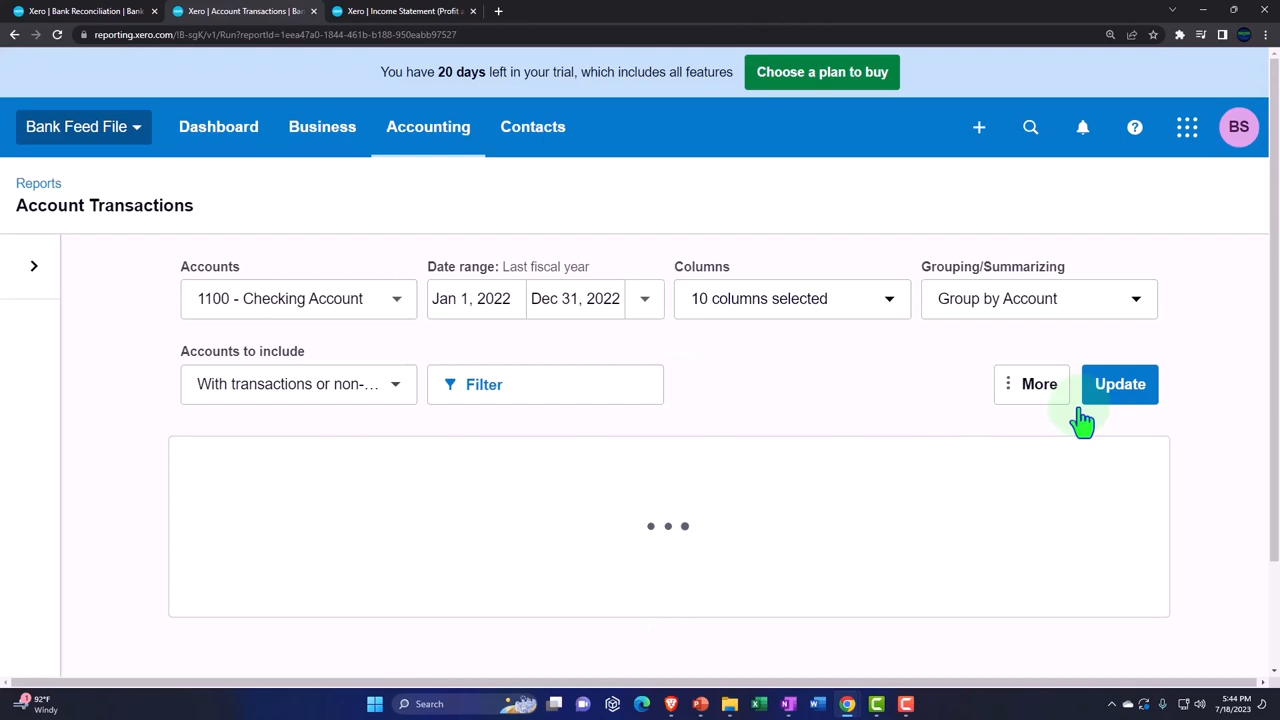 Xero | Bank Reconciliation | Bank
Xero | Account Transactions | Ban
Xero | Income Statement (Profit a
reporting.xero.com/!B-sgK/v1/Run?reportId=1eea47a0-1844-461b-b188-950eabb97527
You have 20 days left in your trial, which includes all features
Choose a plan to buy
Bank Feed File
Dashboard
Business
Accounting
Contacts
BS
Reports
Account Transactions
Accounts
Date range: Last fiscal year
Columns
Grouping/Summarizing
1100 - Checking Account
Jan 1, 2022
Dec 31, 2022
10 columns selected
Group by Account
Accounts to include
With transactions or non-...
Filter
More
Update
1
92°F
Windy
Search
5:44 PM
7/18/2023